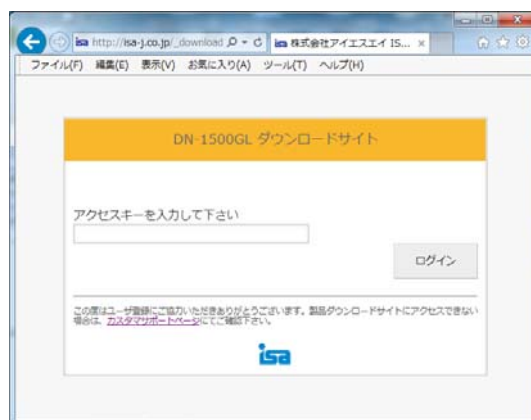 http://isa-j.co.jp/_download
isa 株式会社アイエスエイ IS... ×
ファイル(F) 編集(E) 表示(V) お気に入り(A) ツール(T) ヘルプ(H)
DN-1500GL ダウンロードサイト
アクセスキーを入力して下さい
ログイン
この度はユーザ登録にご協力いただきありがとうございます。製品ダウンロードサイトにアクセスできない
場合は、カスタマサポートページにてご確認下さい。
isa